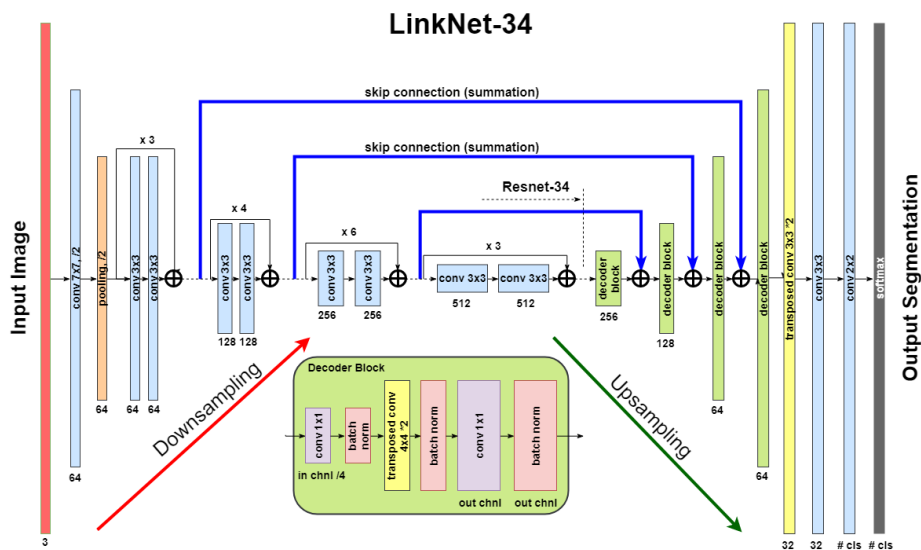 LinkNet-34
skip connection (summation)
x 3
skip connection (summation)
Resnet-34
x 4
x 6
x 3
Input Image
conv 7x7, /2
pooling, /2
conv 3x3
conv 3x3
conv 3x3
conv 3x3
conv 3x3
conv 3x3
conv 3x3
conv 3x3
decoder
block
decoder block
decoder block
decoder block
transposed conv 3x3 ^2
conv 3x3
conv 2x2
softmax
Output Segmentation
512
512
256
256
256
128
128
128
64
64
64
64
64
64
3
32
32
# cls
# cls
Downsampling
Upsampling
Decoder Block
conv 1x1
batch
norm
transposed conv
4x4 ^2
batch norm
conv 1x1
batch norm
in chnl /4
out chnl
out chnl